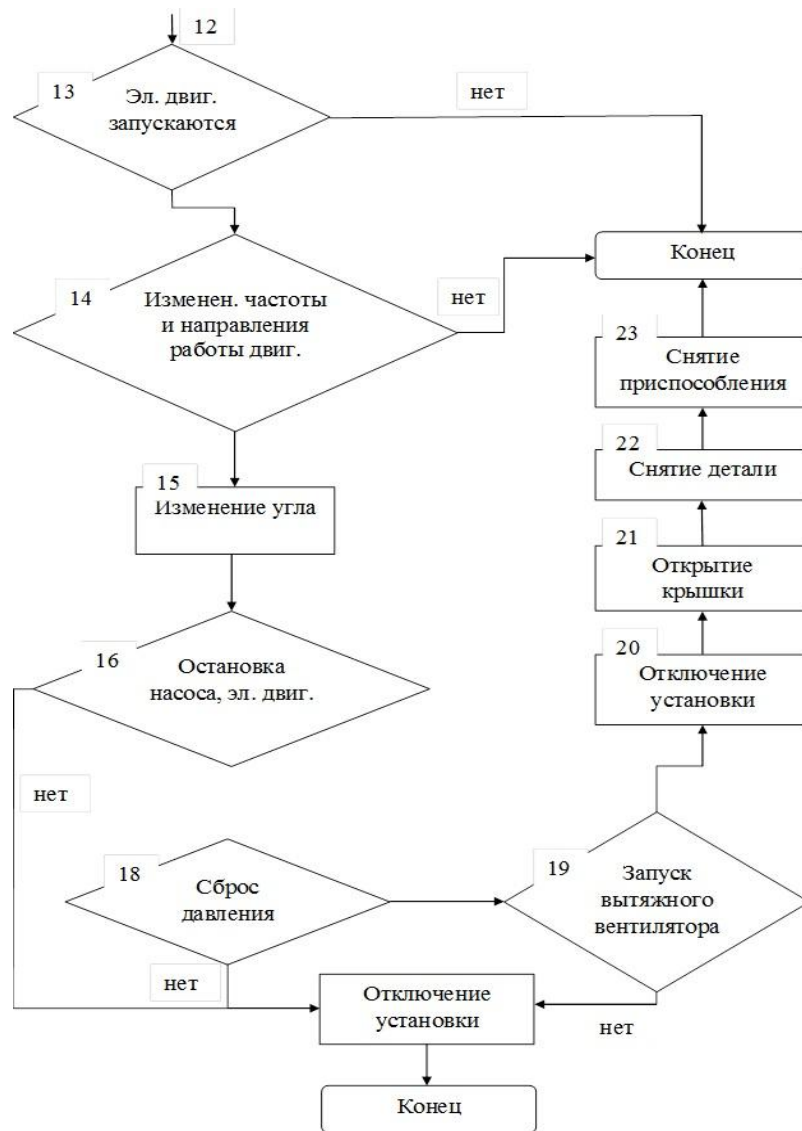 12
13
Эл. двиг.
запускаются
нет
Конец
14
Изменен. частоты
и направления
работы двиг.
нет
23
Снятие
приспособления
22
Снятие детали
15
Изменение угла
21
Открытие
крышки
16
Остановка
насоса, эл. двиг.
20
Отключение
установки
нет
18
Сброс
давления
19
Запуск
вытяжного
вентилятора
нет
Отключение
установки
нет
Конец